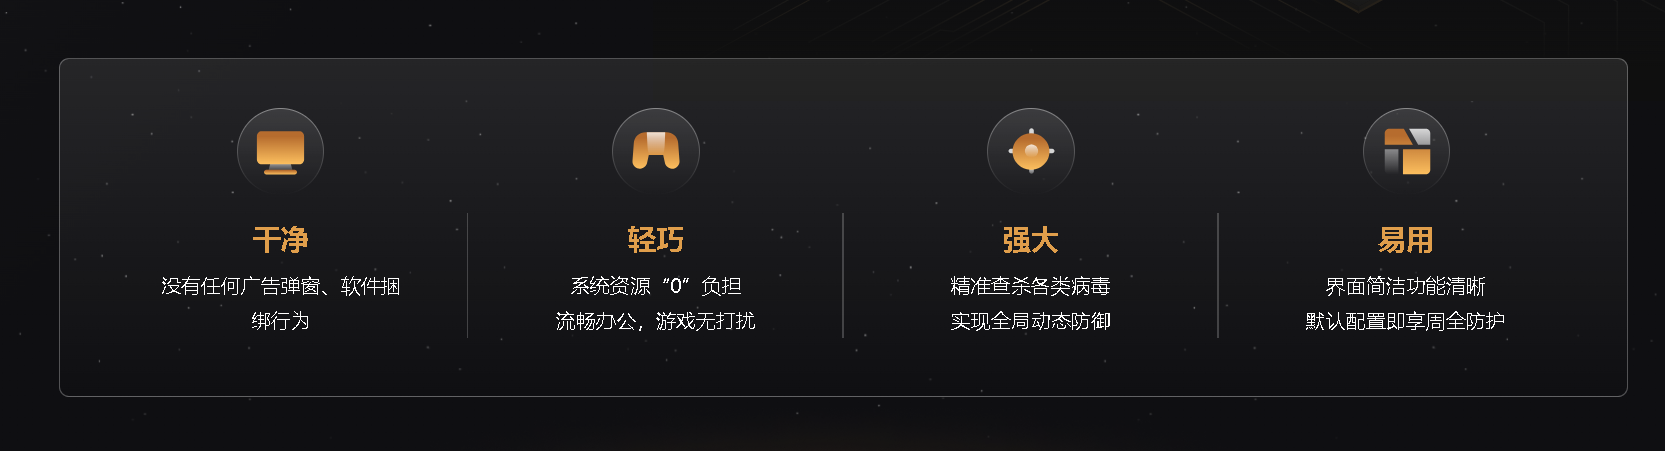 干净
没有任何广告弹窗、软件捆
绑行为
轻巧
系统资源“0”负担
流畅办公，游戏无打扰
强大
精准查杀各类病毒
实现全局动态防御
易用
界面简洁功能清晰
默认配置即享周全防护